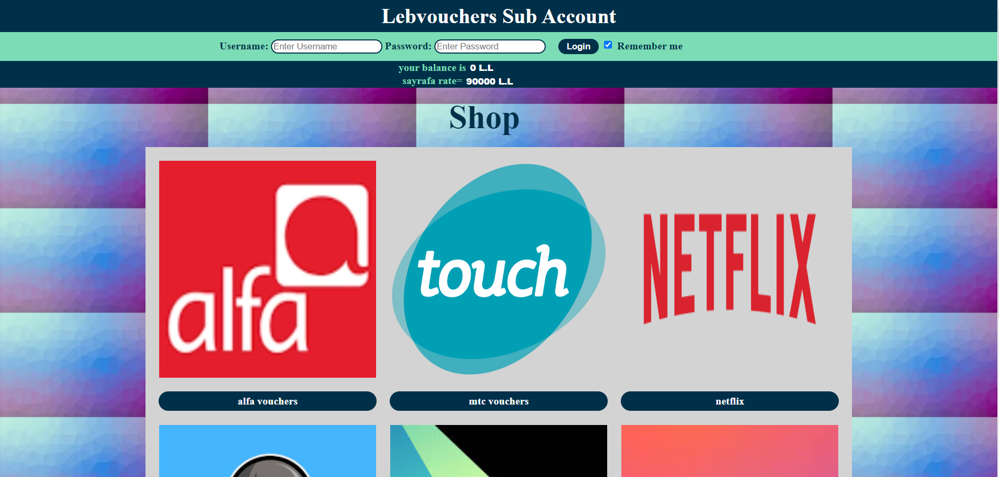 Lebvouchers Sub Account
Username: Enter Username Password: Enter Password Login Remember me
your balance is 0 L.L
sayrafa rate= 90000 L.L
Shop
alfa
touch
NETFLIX
alfa vouchers
mtc vouchers
netflix